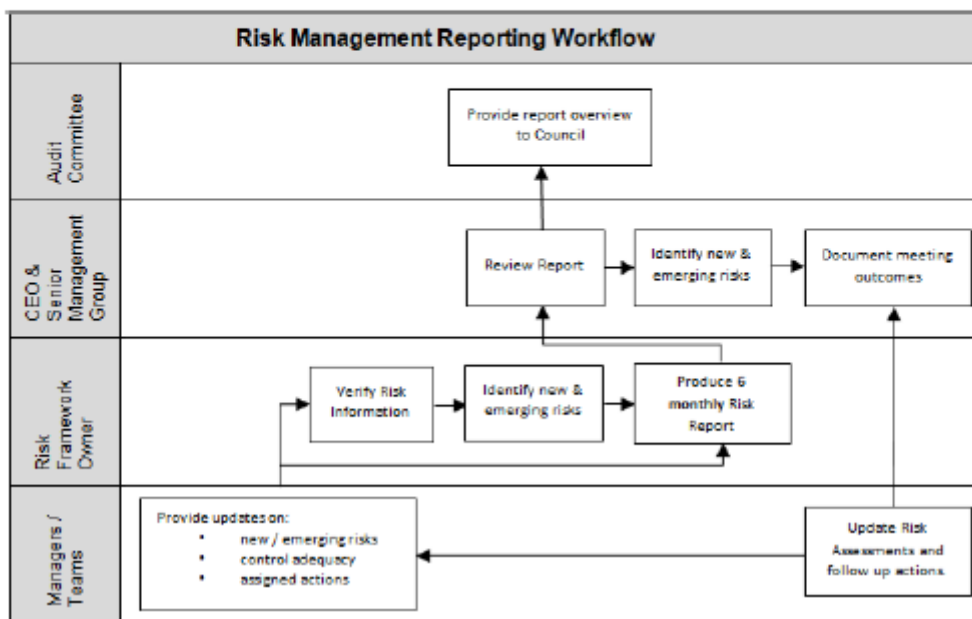 Risk Management Reporting Workflow
Audit
Committee
Provide report overview
to Council
CEO &
Senior
Management
Group
Review Report
Identify new &
emerging risks
Document meeting
outcomes
Risk
Framework
Owner
Verify Risk
Information
Identify new &
emerging risks
Produce 6
monthly Risk
Report
Managers /
Teams
Provide updates on:
• new / emerging risks
• control adequacy
• assigned actions
Update Risk
Assessments and
follow up actions.